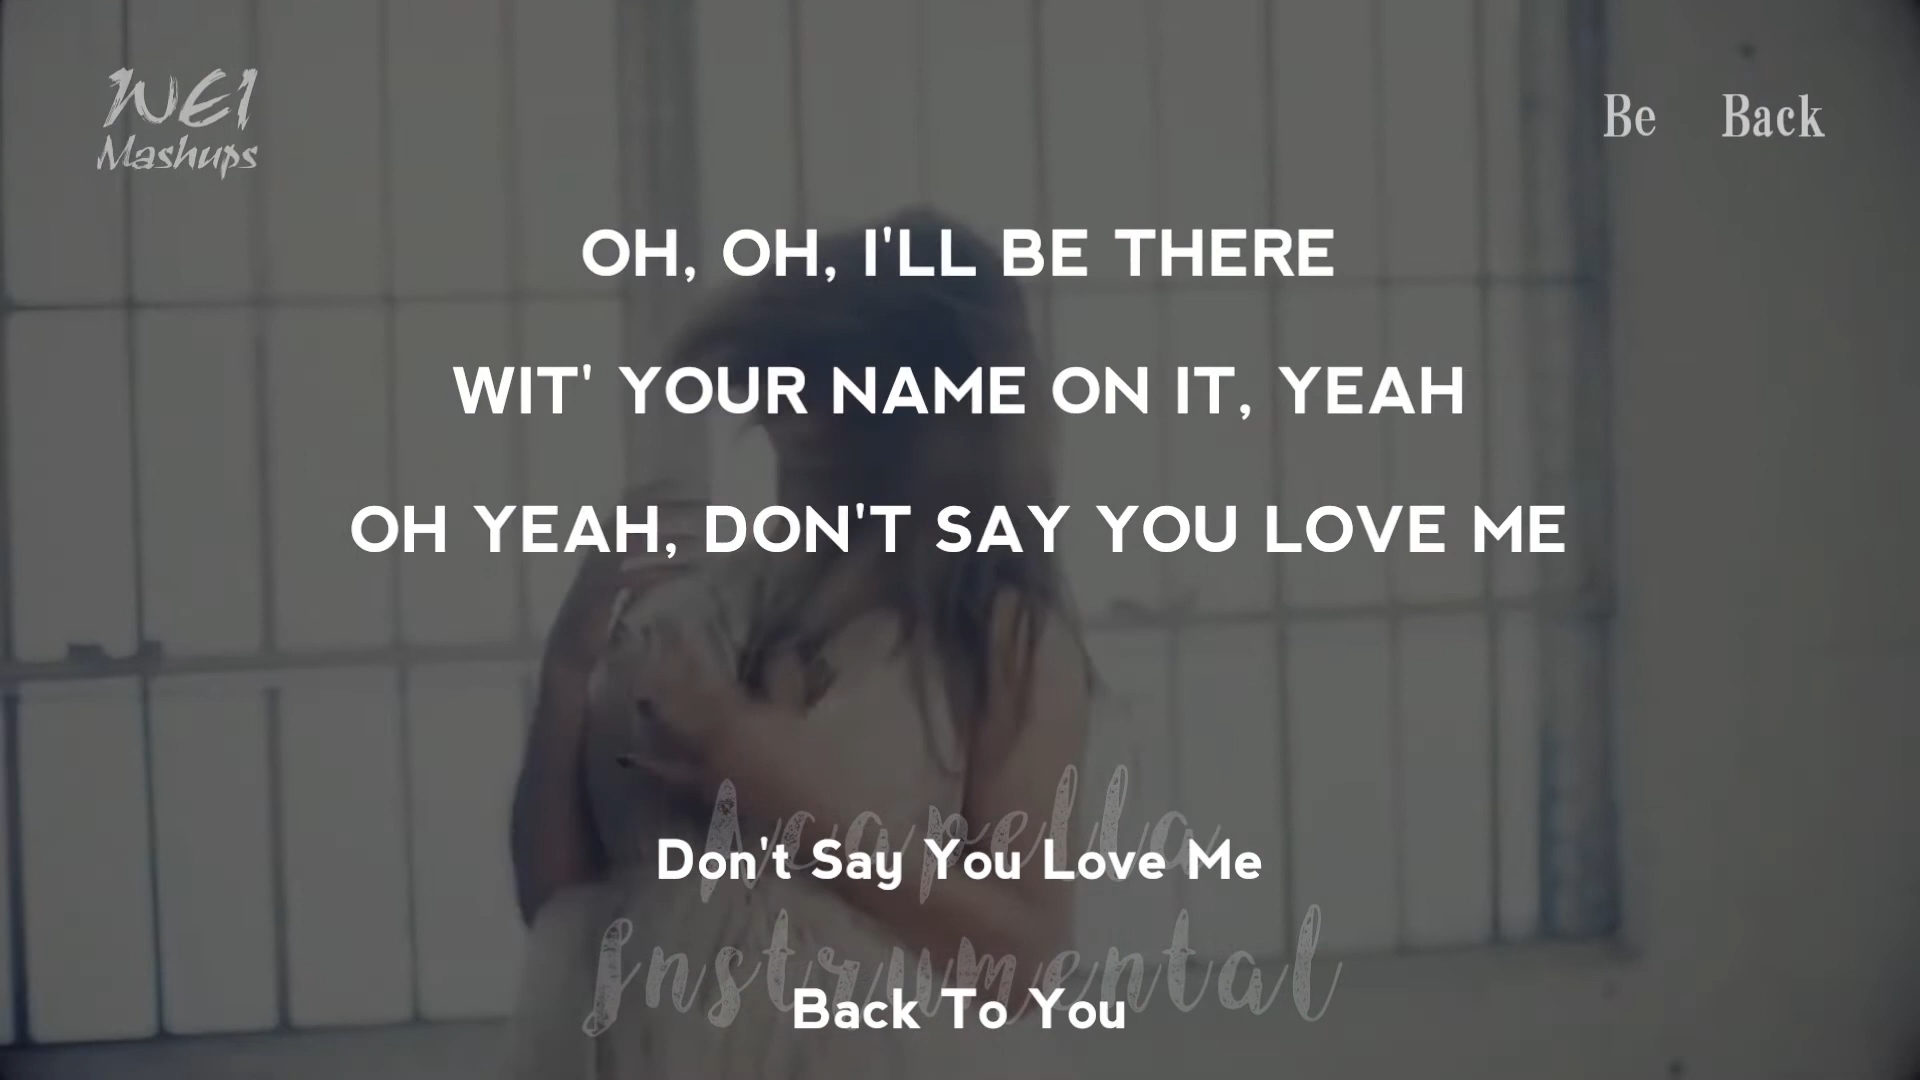 WEI
Mashups
Be Back
OH, OH, I'LL BE THERE
WIT' YOUR NAME ON IT, YEAH
OH YEAH, DON'T SAY YOU LOVE ME
Acapella
Don't Say You Love Me
Instrumental
Back To You